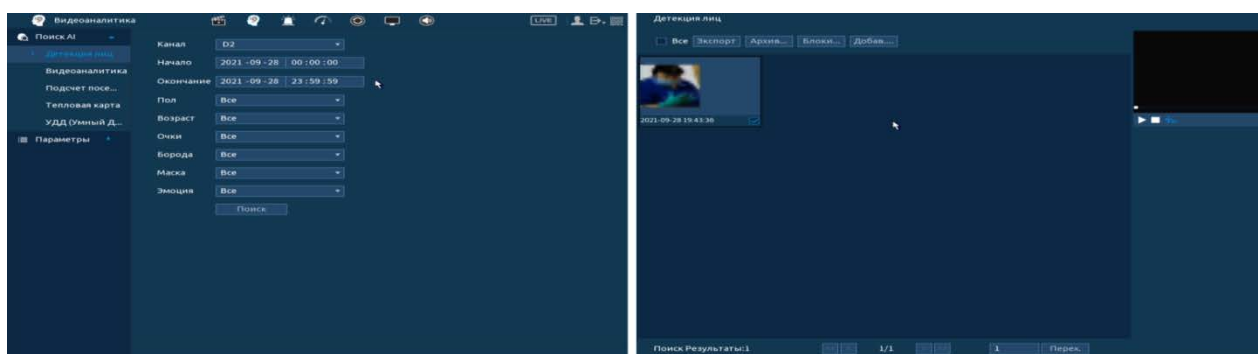 Видеоаналитика LIVE
Поиск AI
Детекция лиц
Видеоаналитика
Подсчет посе...
Тепловая карта
УДД (Умный Д...
Параметры
Канал D2
Начало 2021 -09 -28 00 :00 :00
Окончание 2021 -09 -28 23 :59 :59
Пол Все
Возраст Все
Очки Все
Борода Все
Маска Все
Эмоция Все
Поиск
Детекция лиц
Все Экспорт Архив... Блоки... Добав...
2021-09-28 19:43:36
Поиск Результаты:1 1/1 1 Перек.